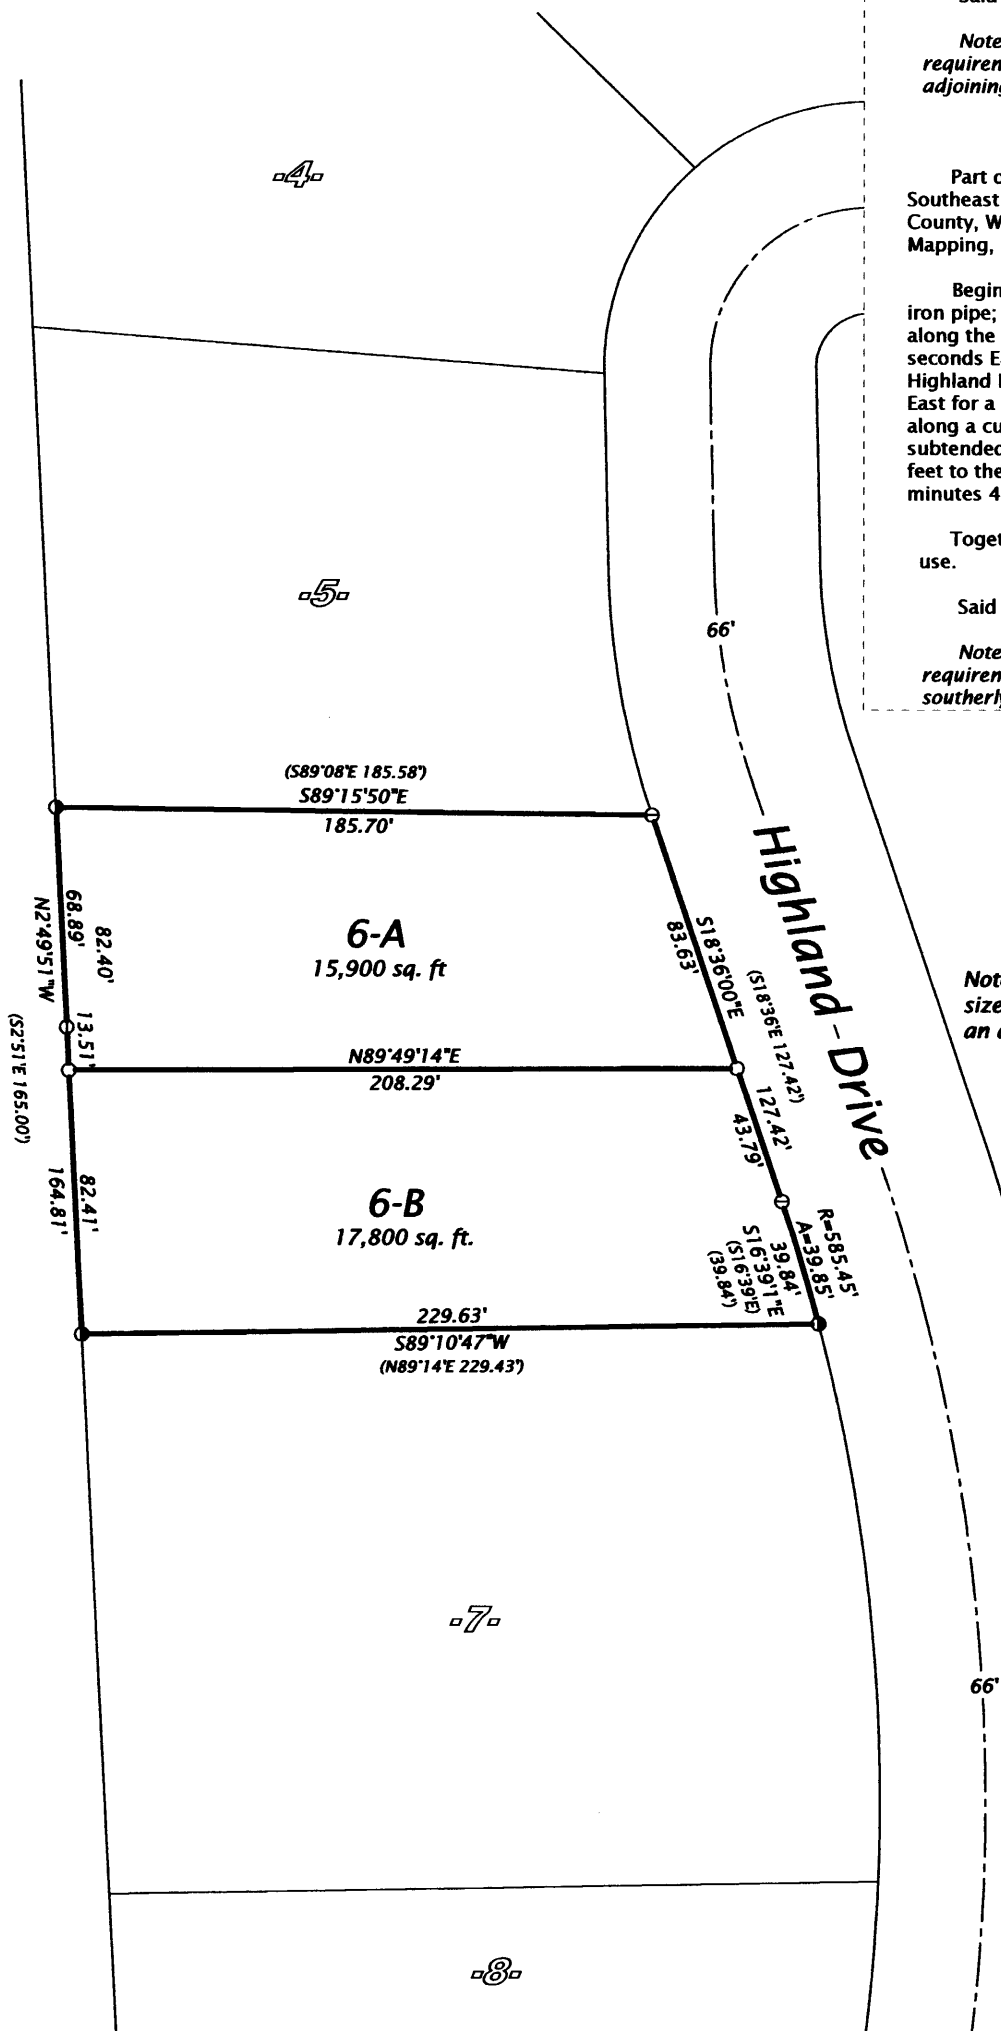 Note
requiren
adjoining
-4-
Part o
Southeast
County, W
Mapping,
Begin
iron pipe;
along the
seconds E
Highland
East for a
along a cu
subtended
feet to the
minutes 4
-5-
Toget
use.
Said
66'
Note
requiren
southerly
(S89°08'E 185.58')
S89°15'50"E
185.70'
Highland Drive
6-A
15,900 sq. ft
82.40'
68.89'
N2°49'51"W
S18°36'00"E
83.63'
(S18°36'E 127.42')
Note
size
an a
13.51'
(S2°51'E 165.00')
N89°49'14"E
208.29'
127.42'
43.79'
82.41'
164.81'
6-B
17,800 sq. ft.
R=585.45'
A=39.85'
39.84'
S16°39'1"E
(S16°39'E)
(39.84')
229.63'
S89°10'47"W
(N89°14'E 229.43')
-7-
66'
-8-